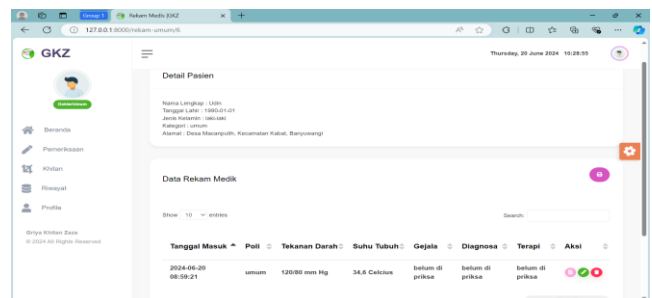 Group 1
Rekam Medis |GKZ
127.0.0.1:8000/rekam-umum/6
GKZ
Thursday, 20 June 2024 10:28:55
Beranda
Pemeriksaan
Khitan
Riwayat
Profile
Griya Khitan Zaza
© 2024 All Rights Reserved
Detail Pasien
Nama Lengkap : Udin
Tanggal Lahir : 1990-01-01
Jenis Kelamin : laki-laki
Kategori : umum
Alamat : Desa Macanputih, Kecamatan Kabat, Banyuwangi
Data Rekam Medik
Show 10 entries
Search:
Tanggal Masuk Poli Tekanan Darah Suhu Tubuh Gejala Diagnosa Terapi Aksi
2024-06-20 08:59:21 umum 120/80 mm Hg 34,6 Celcius belum di priksa belum di priksa belum di priksa